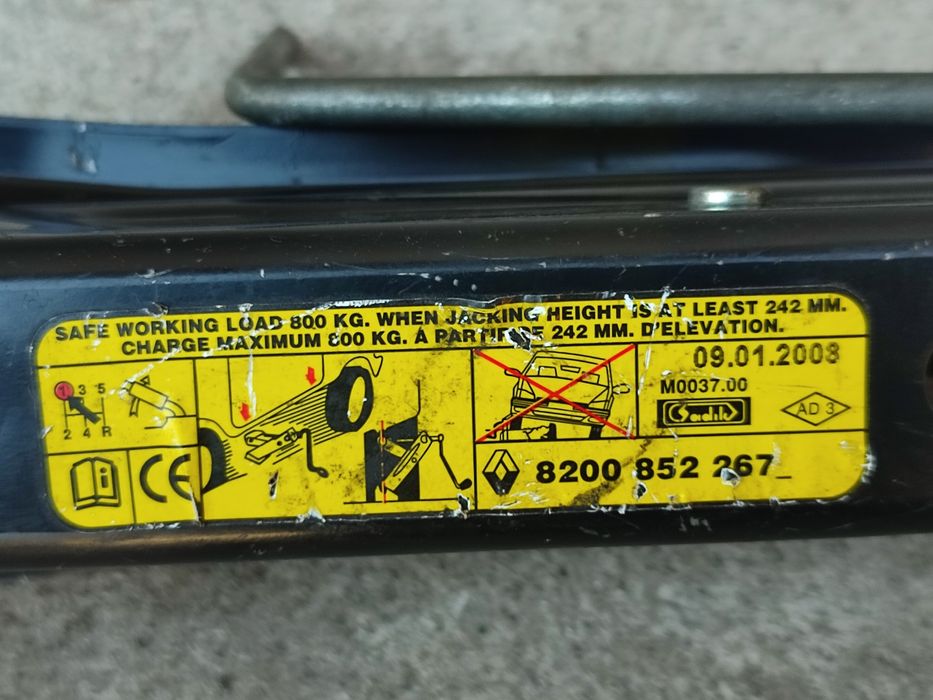 SAFE WORKING LOAD 800 KG. WHEN JACKING HEIGHT IS AT LEAST 242 MM.
CHARGE MAXIMUM 800 KG. À PARTIR DE 242 MM. D'ELEVATION.
09.01.2008
M0037.00
AD 3
1 3 5
2 4 R
CE
8200 852 267_